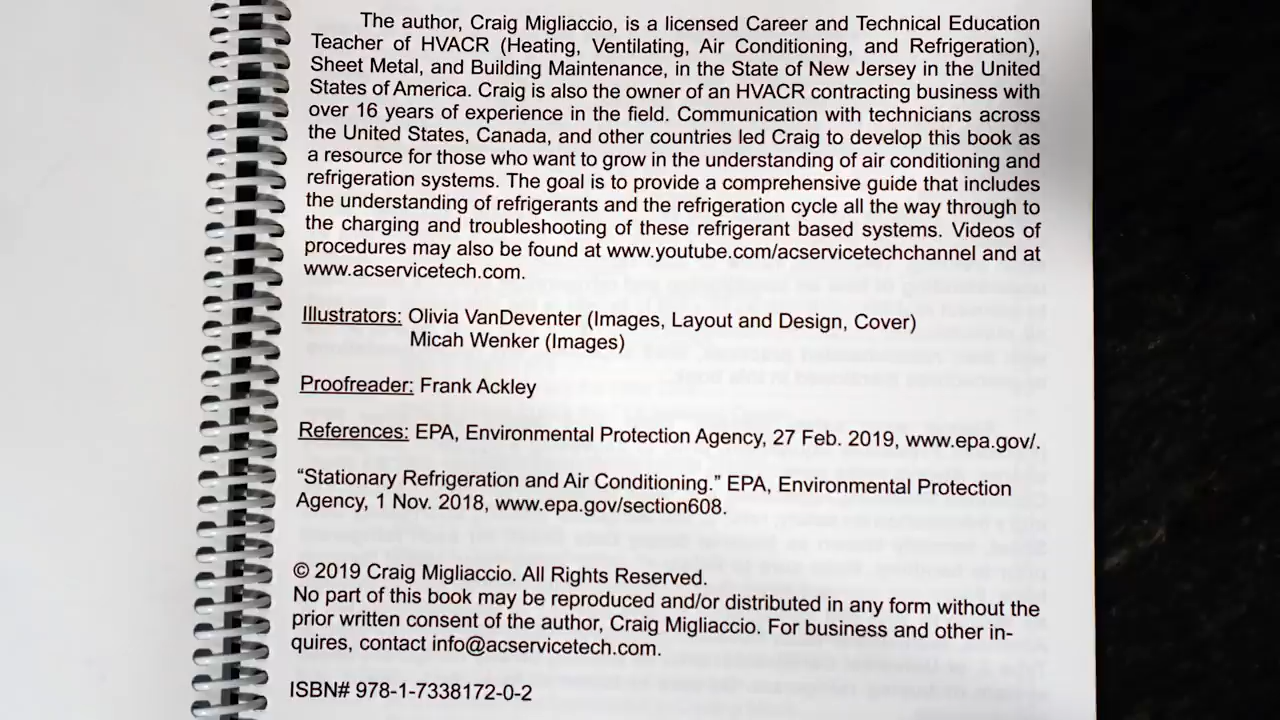 The author, Craig Migliaccio, is a licensed Career and Technical Education
Teacher of HVACR (Heating, Ventilating, Air Conditioning, and Refrigeration),
Sheet Metal, and Building Maintenance, in the State of New Jersey in the United
States of America. Craig is also the owner of an HVACR contracting business with
over 16 years of experience in the field. Communication with technicians across
the United States, Canada, and other countries led Craig to develop this book as
a resource for those who want to grow in the understanding of air conditioning and
refrigeration systems. The goal is to provide a comprehensive guide that includes
the understanding of refrigerants and the refrigeration cycle all the way through to
the charging and troubleshooting of these refrigerant based systems. Videos of
procedures may also be found at www.youtube.com/acservicetechchannel and at
www.acservicetech.com.
Illustrators: Olivia VanDeventer (Images, Layout and Design, Cover)
Micah Wenker (Images)
Proofreader: Frank Ackley
References: EPA, Environmental Protection Agency, 27 Feb. 2019, www.epa.gov/.
“Stationary Refrigeration and Air Conditioning.” EPA, Environmental Protection
Agency, 1 Nov. 2018, www.epa.gov/section608.
© 2019 Craig Migliaccio. All Rights Reserved.
No part of this book may be reproduced and/or distributed in any form without the
prior written consent of the author, Craig Migliaccio. For business and other in-
quires, contact info@acservicetech.com.
ISBN# 978-1-7338172-0-2